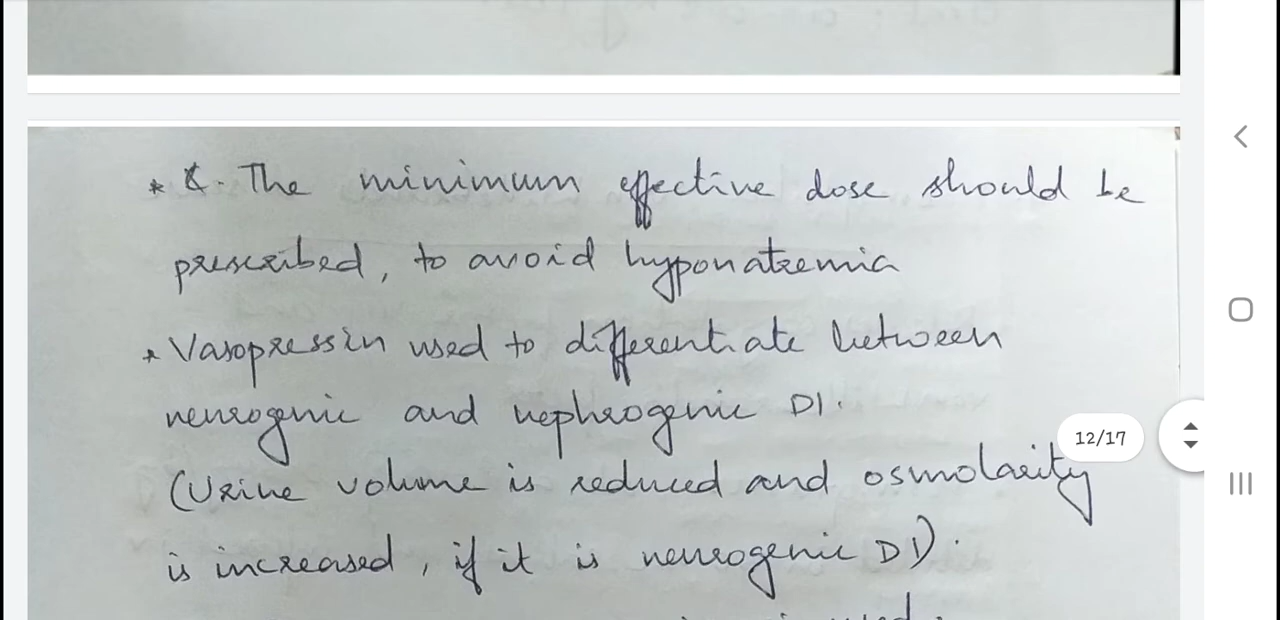 * The minimum effective dose should be
prescribed, to avoid hyponatremia
* Vasopressin used to differentiate between
neurogenic and nephrogenic DI.
12/17
(Urine volume is reduced and osmolarity
is increased, if it is neurogenic DI).